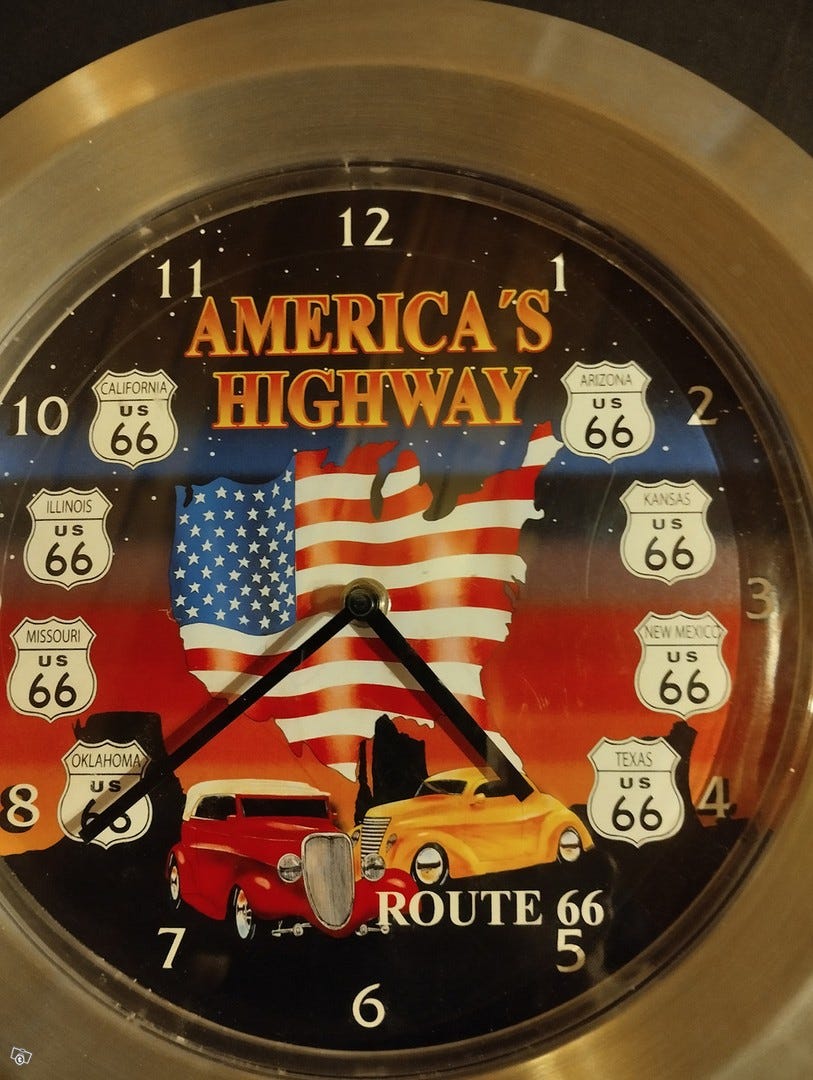 12
11
1
AMERICA´S
HIGHWAY
CALIFORNIA
US
66
ARIZONA
US
66
10
2
ILLINOIS
US
66
KANSAS
US
66
3
MISSOURI
US
66
NEW MEXICO
US
66
OKLAHOMA
US
66
TEXAS
US
66
8
4
ROUTE 66
7
5
6